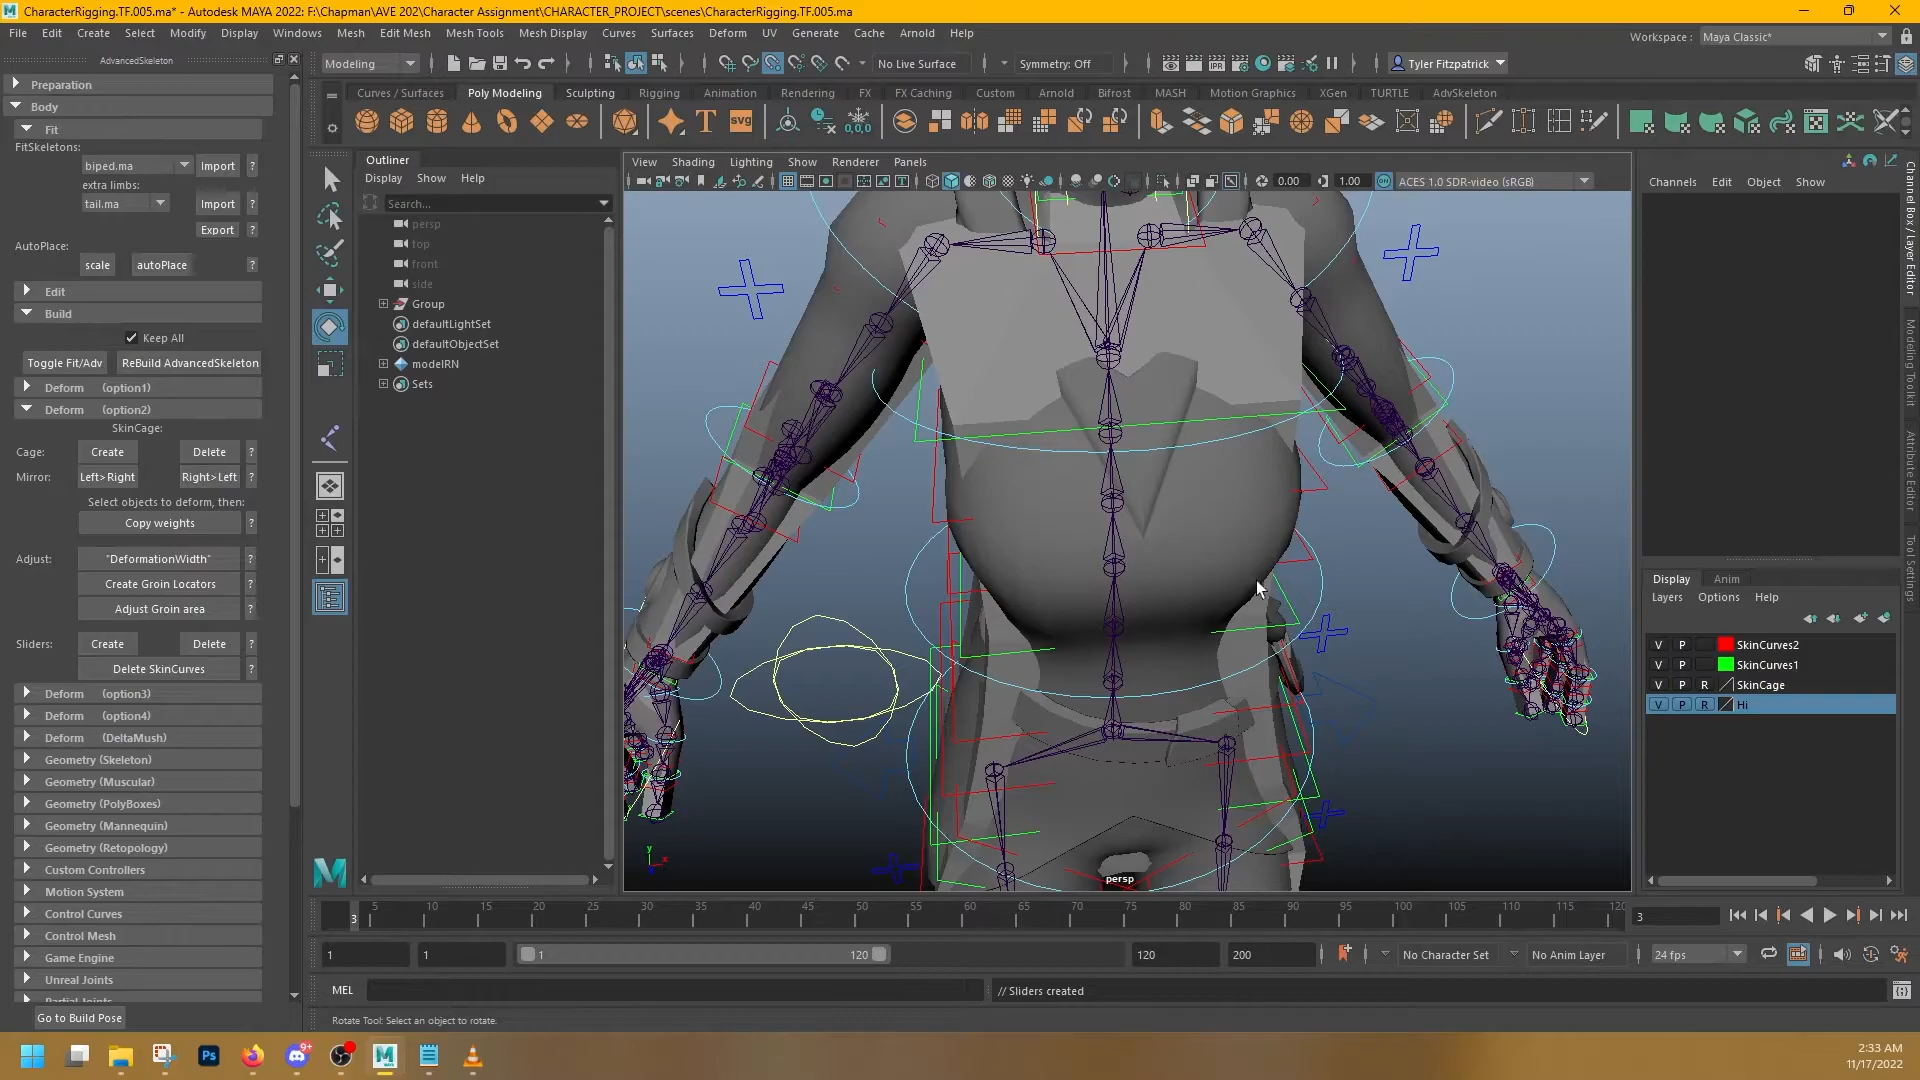 CharacterRigging.TF.005.ma* - Autodesk MAYA 2022: F:\Chapman\AVE 202\Character Assignment\CHARACTER_PROJECT\scenes\CharacterRigging.TF.005.ma
File Edit Create Select Modify Display Windows Mesh Edit Mesh Mesh Tools Mesh Display Curves Surfaces Deform UV Generate Cache Arnold Help
Workspace : Maya Classic*
AdvancedSkeleton
Modeling
No Live Surface
Symmetry: Off
Tyler Fitzpatrick
Curves / Surfaces Poly Modeling Sculpting Rigging Animation Rendering FX FX Caching Custom Arnold Bifrost MASH Motion Graphics XGen TURTLE AdvSkeleton
Preparation
Body
Fit
FitSkeletons:
biped.ma Import ?
extra limbs:
tail.ma Import ?
Export ?
AutoPlace:
scale autoPlace ?
Edit
Build
Keep All
Toggle Fit/Adv ReBuild AdvancedSkeleton
Deform (option1)
Deform (option2)
SkinCage:
Cage: Create Delete ?
Mirror: Left>Right Right>Left ?
Select objects to deform, then:
Copy weights ?
Adjust: "DeformationWidth" ?
Create Groin Locators ?
Adjust Groin area ?
Sliders: Create Delete ?
Delete SkinCurves ?
Deform (option3)
Deform (option4)
Deform (DeltaMush)
Geometry (Skeleton)
Geometry (Muscular)
Geometry (PolyBoxes)
Geometry (Mannequin)
Geometry (Retopology)
Custom Controllers
Motion System
Control Curves
Control Mesh
Game Engine
Unreal Joints
Partial Joints
Go to Build Pose
Outliner
Display Show Help
Search...
persp
top
front
side
Group
defaultLightSet
defaultObjectSet
modelRN
Sets
View Shading Lighting Show Renderer Panels
0.00 1.00 ACES 1.0 SDR-video (sRGB)
persp
y
x
Channels Edit Object Show
Channel Box / Layer Editor
Modeling Toolkit
Attribute Editor
Tool Settings
Display Anim
Layers Options Help
V P SkinCurves2
V P SkinCurves1
V P R SkinCage
V P R Hi
3 5 10 15 20 25 30 35 40 45 50 55 60 65 70 75 80 85 90 95 100 105 110 115 120
3
1 1 1 120 120 200 No Character Set No Anim Layer 24 fps
MEL // Sliders created
Rotate Tool: Select an object to rotate.
2:33 AM
11/17/2022